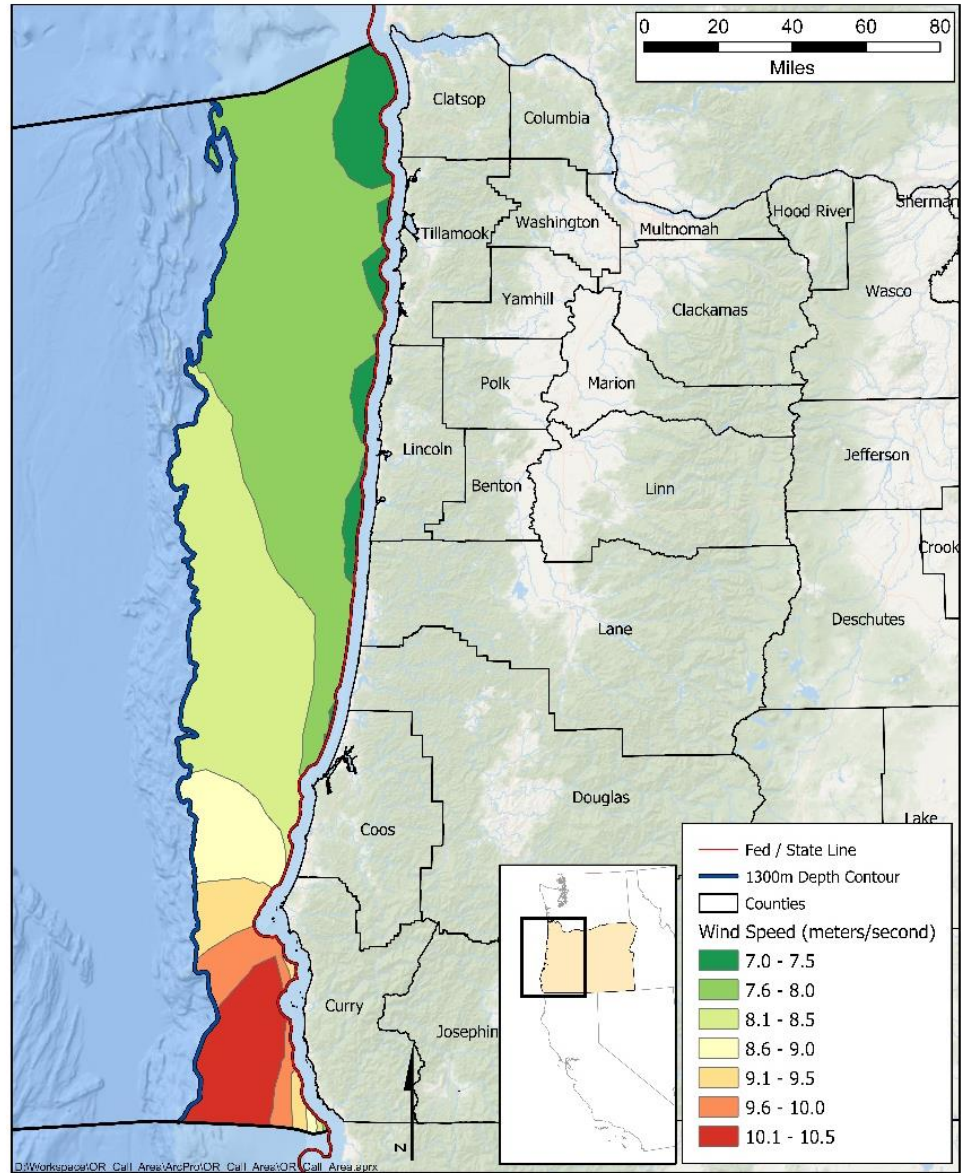 0 20 40 60 80
Miles
Clatsop
Columbia
Hood River
Sherman
Tillamook
Washington
Multnomah
Wasco
Yamhill
Clackamas
Polk
Marion
Lincoln
Jefferson
Benton
Linn
Crook
Deschutes
Lane
Douglas
Lake
Coos
Curry
Josephin
Fed / State Line
1300m Depth Contour
Counties
Wind Speed (meters/second)
7.0 - 7.5
7.6 - 8.0
8.1 - 8.5
8.6 - 9.0
9.1 - 9.5
9.6 - 10.0
10.1 - 10.5
N
D:\Workspace\OR_Call_Area\ArcPro\OR_Call_Area\OR_Call_Area.aprx